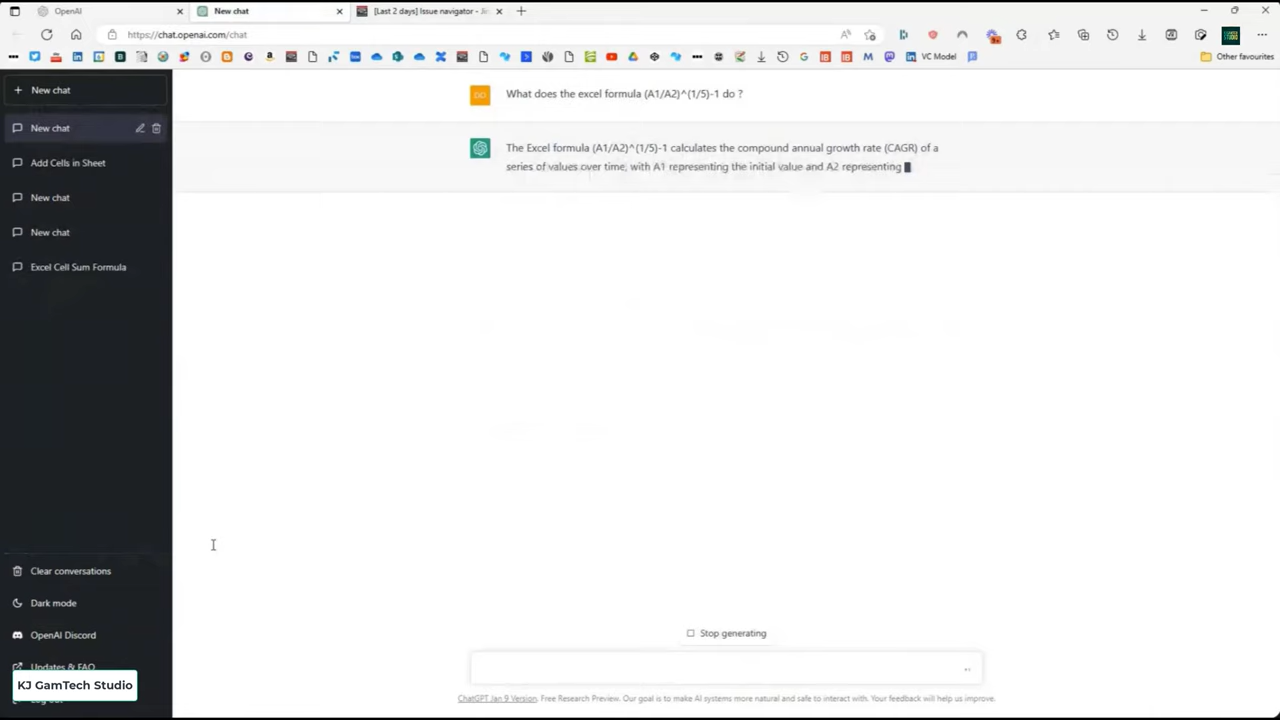 OpenAI
New chat
[Last 2 days] Issue navigator - Ji
https://chat.openai.com/chat
VC Model
Other favourites
New chat
New chat
Add Cells in Sheet
New chat
New chat
Excel Cell Sum Formula
What does the excel formula (A1/A2)^(1/5)-1 do ?
The Excel formula (A1/A2)^(1/5)-1 calculates the compound annual growth rate (CAGR) of a
series of values over time, with A1 representing the initial value and A2 representing
Clear conversations
Dark mode
OpenAI Discord
Updates & FAQ
KJ GamTech Studio
Stop generating
ChatGPT Jan 9 Version. Free Research Preview. Our goal is to make AI systems more natural and safe to interact with. Your feedback will help us improve.